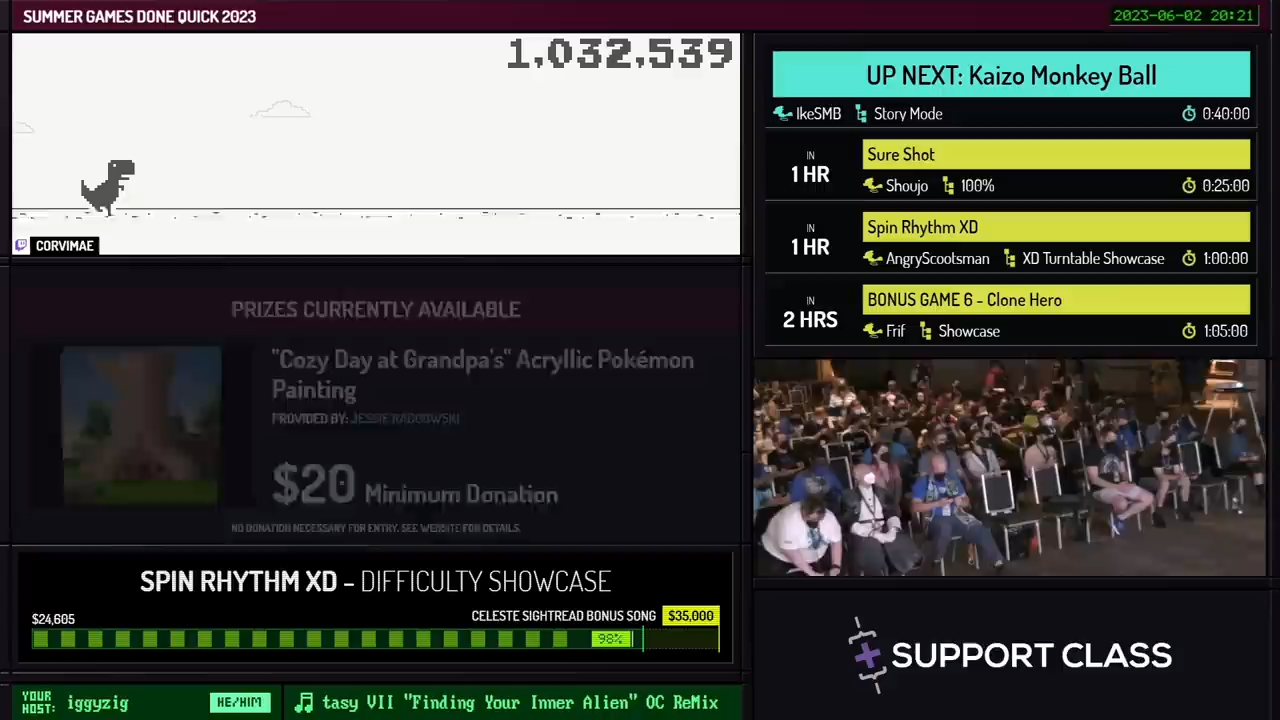 SUMMER GAMES DONE QUICK 2023
2023-06-02 20:21
1,032,539
CORVIMAE
UP NEXT: Kaizo Monkey Ball
IkeSMB Story Mode 0:40:00
IN 1 HR
Sure Shot
Shoujo 100% 0:25:00
IN 1 HR
Spin Rhythm XD
AngryScootsman XD Turntable Showcase 1:00:00
IN 2 HRS
BONUS GAME 6 - Clone Hero
Frif Showcase 1:05:00
PRIZES CURRENTLY AVAILABLE
"Cozy Day at Grandpa's" Acryllic Pokémon
Painting
PROVIDED BY: JESSIE
$20 Minimum Donation
NO DONATION NECESSARY FOR ENTRY. SEE WEBSITE FOR DETAILS.
SPIN RHYTHM XD – DIFFICULTY SHOWCASE
$24,605
CELESTE SIGHTREAD BONUS SONG $35,000
98%
SUPPORT CLASS
YOUR HOST: iggyzig HE/HIM
tasy VII "Finding Your Inner Alien" OC ReMix